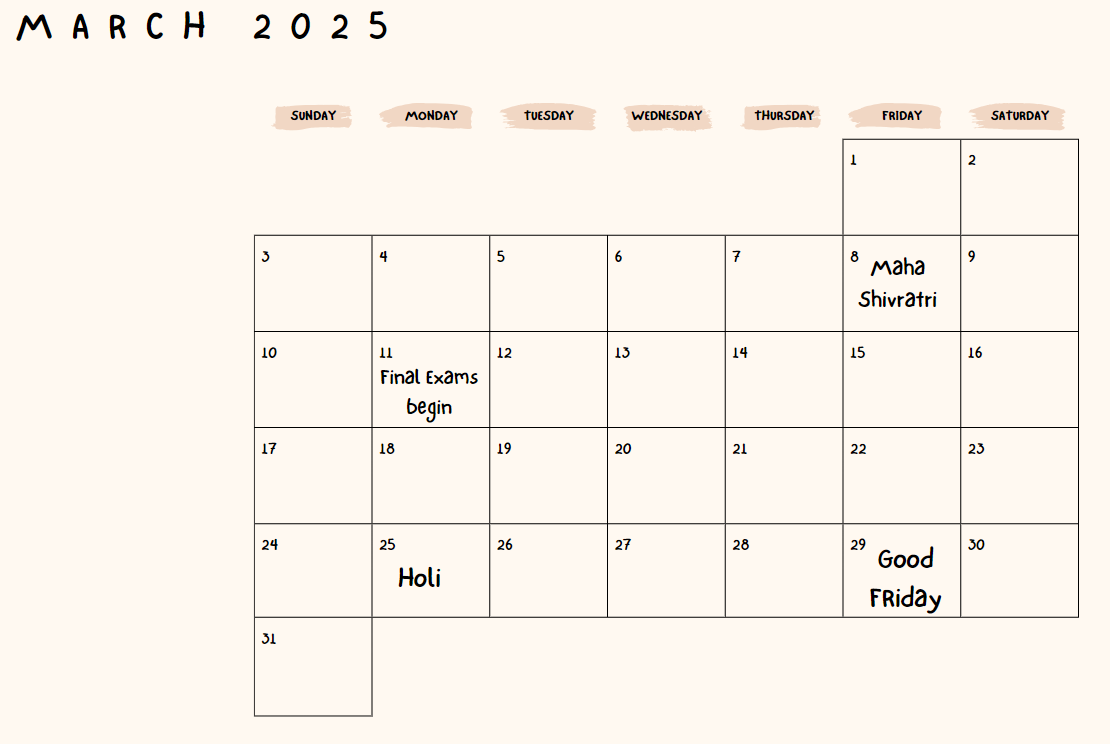 MARCH 2025
SUNDAY MONDAY TUESDAY WEDNESDAY THURSDAY FRIDAY SATURDAY
1 2
3 4 5 6 7 8 9
Maha
Shivratri
10 11 12 13 14 15 16
Final Exams
begin
17 18 19 20 21 22 23
24 25 26 27 28 29 30
Holi
Good
FRiday
31